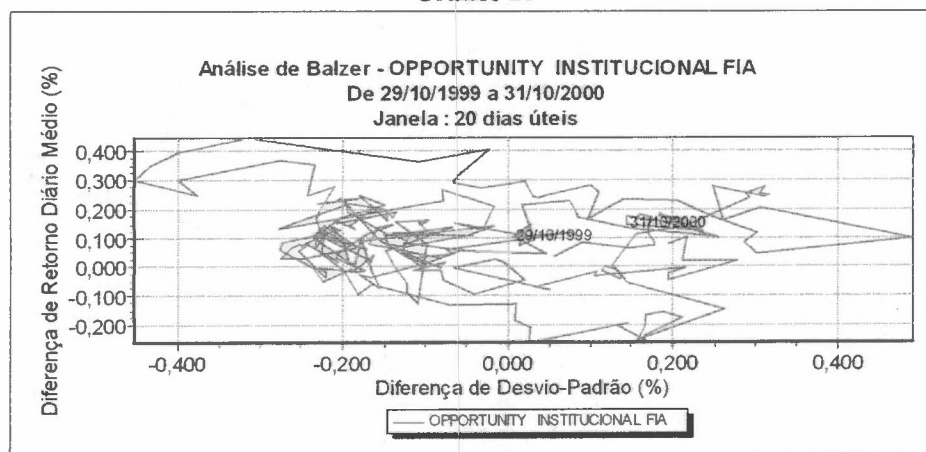 Análise de Balzer - OPPORTUNITY INSTITUCIONAL FIA
De 29/10/1999 a 31/10/2000
Janela : 20 dias úteis
Diferença de Retorno Diário Médio (%)
0,400
0,300
0,200
0,100
0,000
-0,100
-0,200
29/10/1999
31/10/2000
-0,400
-0,200
0,000
0,200
0,400
Diferença de Desvio-Padrão (%)
OPPORTUNITY INSTITUCIONAL FIA